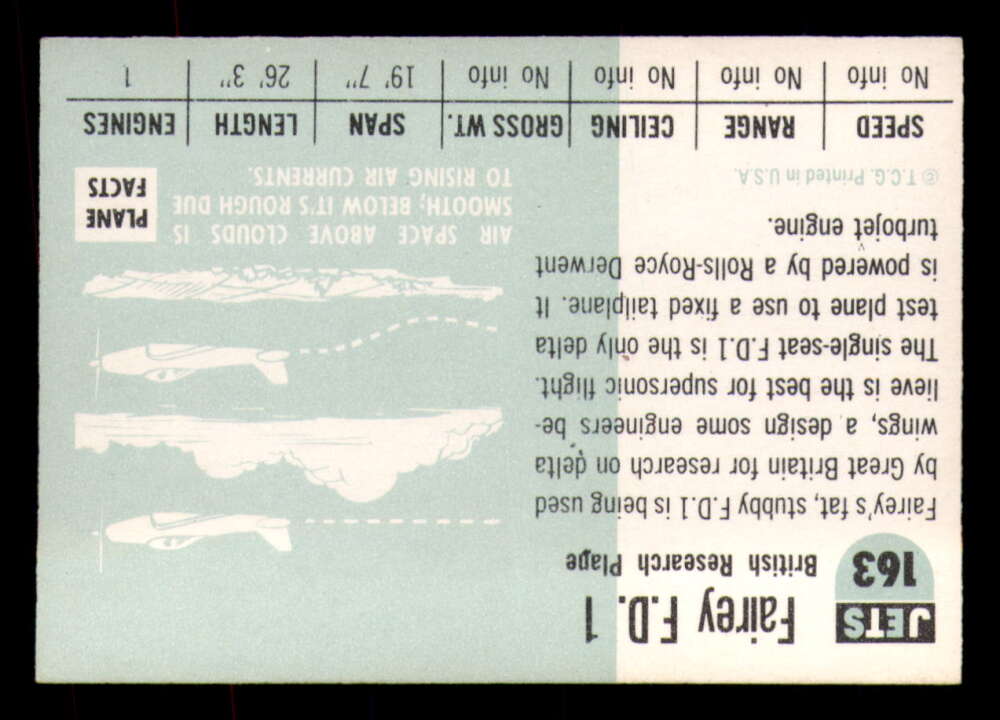 JETS
163
Fairey F.D.1
British Research Plane
Fairey's fat, stubby F.D.1 is being used
by Great Britain for research on delta
wings, a design some engineers be-
lieve is the best for supersonic flight.
The single-seat F.D.1 is the only delta
test plane to use a fixed tailplane. It
is powered by a Rolls-Royce Derwent
turbojet engine.
© T.C.G. Printed in U.S.A.
PLANE
FACTS
AIR SPACE ABOVE CLOUDS IS
SMOOTH; BELOW IT'S ROUGH DUE
TO RISING AIR CURRENTS.
SPEED RANGE CEILING GROSS WT. SPAN LENGTH ENGINES
No info No info No info No info 19' 7" 26' 3" 1